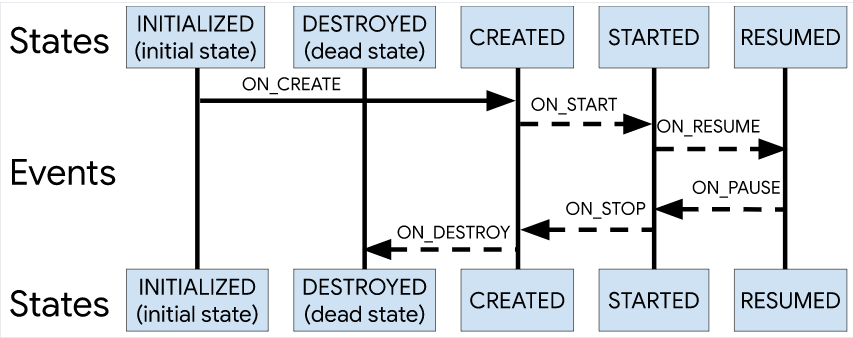 States
INITIALIZED
(initial state)
DESTROYED
(dead state)
CREATED
STARTED
RESUMED
ON_CREATE
ON_START
ON_RESUME
Events
ON_PAUSE
ON_STOP
ON_DESTROY
States
INITIALIZED
(initial state)
DESTROYED
(dead state)
CREATED
STARTED
RESUMED